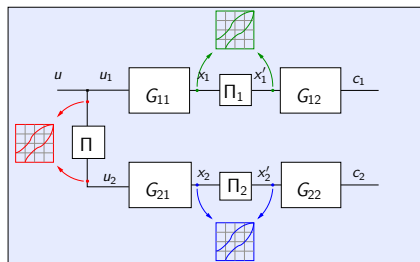 u u₁ G₁₁ x₁ Π₁ x₁′ G₁₂ c₁
Π
u₂ G₂₁ x₂ Π₂ x₂′ G₂₂ c₂